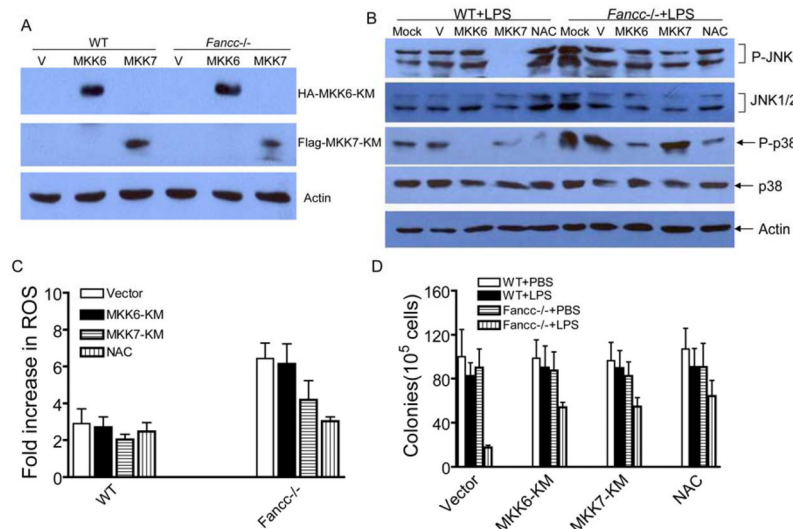 A
WT
Fancc-/-
V MKK6 MKK7 V MKK6 MKK7
HA-MKK6-KM
Flag-MKK7-KM
Actin
B
WT+LPS
Fancc-/-+LPS
Mock V MKK6 MKK7 NAC Mock V MKK6 MKK7 NAC
P-JNK
JNK1/2
P-p38
p38
Actin
C
Fold increase in ROS
10
8
6
4
2
0
Vector
MKK6-KM
MKK7-KM
NAC
WT
Fancc-/-
D
Colonies(10⁵ cells)
160
120
80
40
0
WT+PBS
WT+LPS
Fancc-/-+PBS
Fancc-/-+LPS
Vector
MKK6-KM
MKK7-KM
NAC